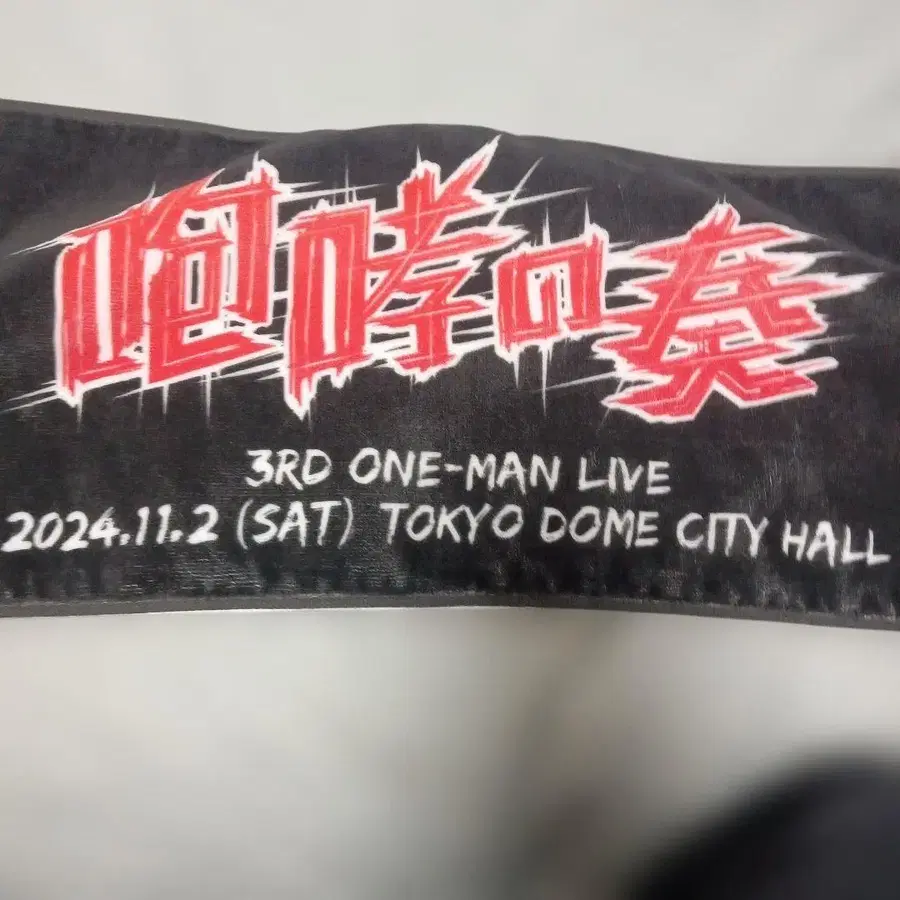 咆哮の奏
3RD ONE-MAN LIVE
2024.11.2 (SAT) TOKYO DOME CITY HALL